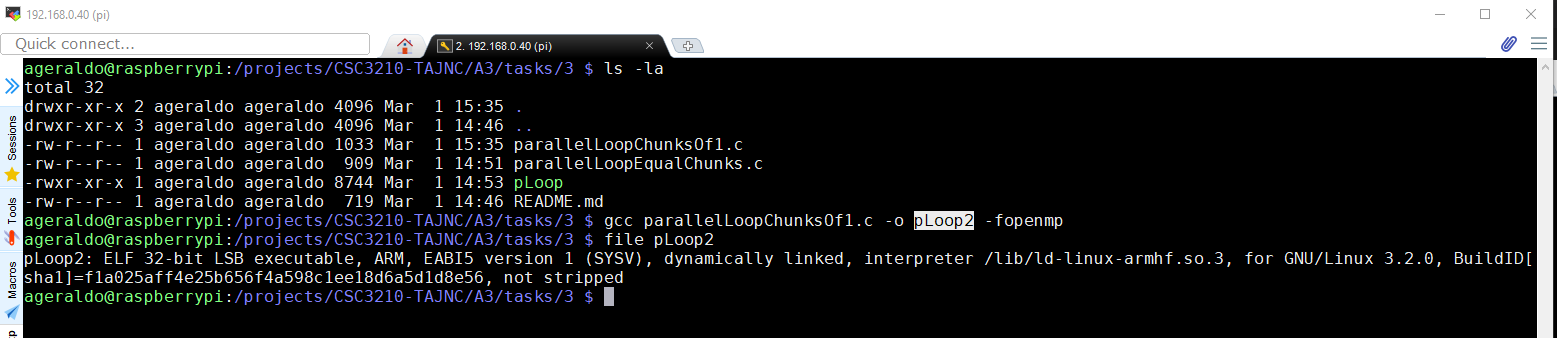 192.168.0.40 (pi)
Quick connect...
2. 192.168.0.40 (pi)
ageraldo@raspberrypi:/projects/CSC3210-TAJNC/A3/tasks/3 $ ls -la
total 32
drwxr-xr-x 2 ageraldo ageraldo 4096 Mar  1 15:35 .
drwxr-xr-x 3 ageraldo ageraldo 4096 Mar  1 14:46 ..
-rw-r--r-- 1 ageraldo ageraldo 1033 Mar  1 15:35 parallelLoopChunksOf1.c
-rw-r--r-- 1 ageraldo ageraldo  909 Mar  1 14:51 parallelLoopEqualChunks.c
-rwxr-xr-x 1 ageraldo ageraldo 8744 Mar  1 14:53 pLoop
-rw-r--r-- 1 ageraldo ageraldo  719 Mar  1 14:46 README.md
ageraldo@raspberrypi:/projects/CSC3210-TAJNC/A3/tasks/3 $ gcc parallelLoopChunksOf1.c -o pLoop2 -fopenmp
ageraldo@raspberrypi:/projects/CSC3210-TAJNC/A3/tasks/3 $ file pLoop2
pLoop2: ELF 32-bit LSB executable, ARM, EABI5 version 1 (SYSV), dynamically linked, interpreter /lib/ld-linux-armhf.so.3, for GNU/Linux 3.2.0, BuildID[
sha1]=f1a025aff4e25b656f4a598c1ee18d6a5d1d8e56, not stripped
ageraldo@raspberrypi:/projects/CSC3210-TAJNC/A3/tasks/3 $
Sessions
Tools
Macros